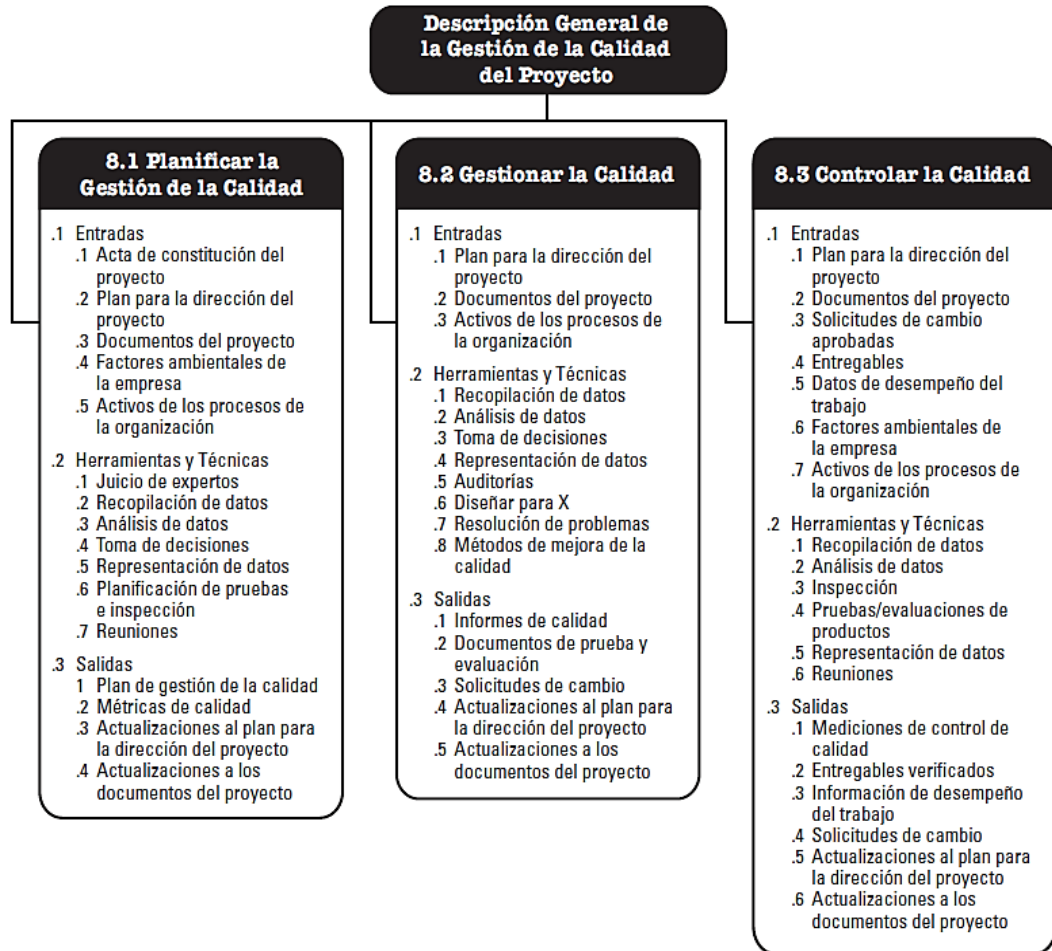 Descripción General de
la Gestión de la Calidad
del Proyecto
8.1 Planificar la
Gestión de la Calidad
.1 Entradas
.1 Acta de constitución del
proyecto
.2 Plan para la dirección del
proyecto
.3 Documentos del proyecto
.4 Factores ambientales de
la empresa
.5 Activos de los procesos de
la organización
.2 Herramientas y Técnicas
.1 Juicio de expertos
.2 Recopilación de datos
.3 Análisis de datos
.4 Toma de decisiones
.5 Representación de datos
.6 Planificación de pruebas
e inspección
.7 Reuniones
.3 Salidas
1 Plan de gestión de la calidad
.2 Métricas de calidad
.3 Actualizaciones al plan para
la dirección del proyecto
.4 Actualizaciones a los
documentos del proyecto
8.2 Gestionar la Calidad
.1 Entradas
.1 Plan para la dirección del
proyecto
.2 Documentos del proyecto
.3 Activos de los procesos de
la organización
.2 Herramientas y Técnicas
.1 Recopilación de datos
.2 Análisis de datos
.3 Toma de decisiones
.4 Representación de datos
.5 Auditorías
.6 Diseñar para X
.7 Resolución de problemas
.8 Métodos de mejora de la
calidad
.3 Salidas
.1 Informes de calidad
.2 Documentos de prueba y
evaluación
.3 Solicitudes de cambio
.4 Actualizaciones al plan para
la dirección del proyecto
.5 Actualizaciones a los
documentos del proyecto
8.3 Controlar la Calidad
.1 Entradas
.1 Plan para la dirección del
proyecto
.2 Documentos del proyecto
.3 Solicitudes de cambio
aprobadas
.4 Entregables
.5 Datos de desempeño del
trabajo
.6 Factores ambientales de
la empresa
.7 Activos de los procesos de
la organización
.2 Herramientas y Técnicas
.1 Recopilación de datos
.2 Análisis de datos
.3 Inspección
.4 Pruebas/evaluaciones de
productos
.5 Representación de datos
.6 Reuniones
.3 Salidas
.1 Mediciones de control de
calidad
.2 Entregables verificados
.3 Información de desempeño
del trabajo
.4 Solicitudes de cambio
.5 Actualizaciones al plan para
la dirección del proyecto
.6 Actualizaciones a los
documentos del proyecto